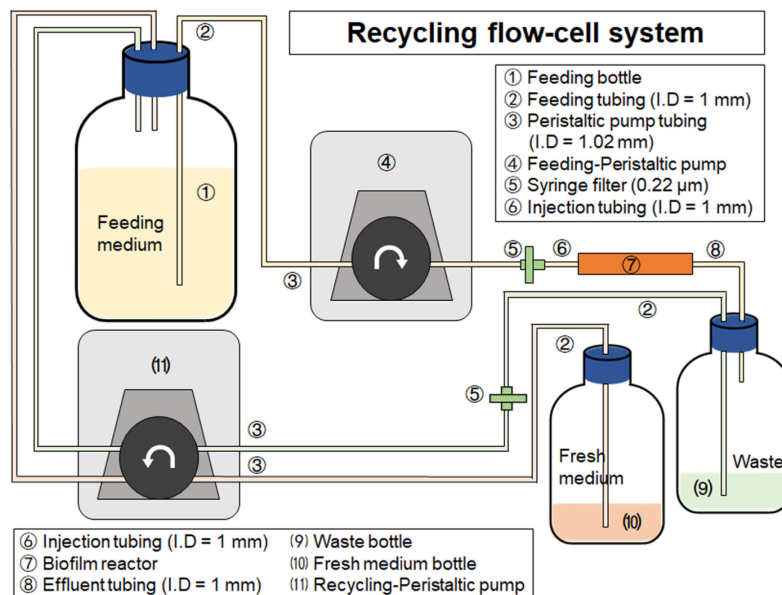 Recycling flow-cell system
① Feeding bottle
② Feeding tubing (I.D = 1 mm)
③ Peristaltic pump tubing
(I.D = 1.02 mm)
④ Feeding-Peristaltic pump
⑤ Syringe filter (0.22 µm)
⑥ Injection tubing (I.D = 1 mm)
②
④
①
Feeding
medium
③
⑤
⑥
⑦
⑧
②
②
⑾
⑤
③
③
Fresh
medium
Waste
⑼
⑽
⑥ Injection tubing (I.D = 1 mm)
⑦ Biofilm reactor
⑧ Effluent tubing (I.D = 1 mm)
⑼ Waste bottle
⑽ Fresh medium bottle
⑾ Recycling-Peristaltic pump